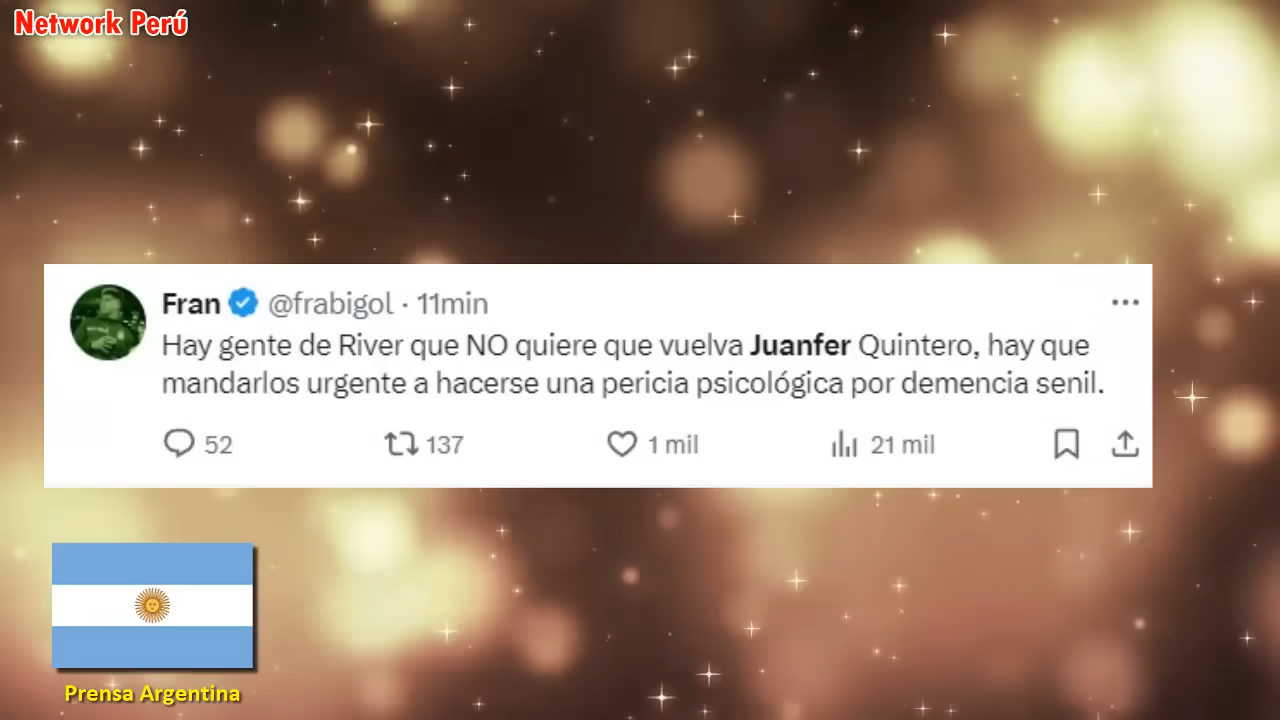 Network Perú
Fran @frabigol · 11min
Hay gente de River que NO quiere que vuelva Juanfer Quintero, hay que
mandarlos urgente a hacerse una pericia psicológica por demencia senil.
52 137 1 mil 21 mil
Prensa Argentina